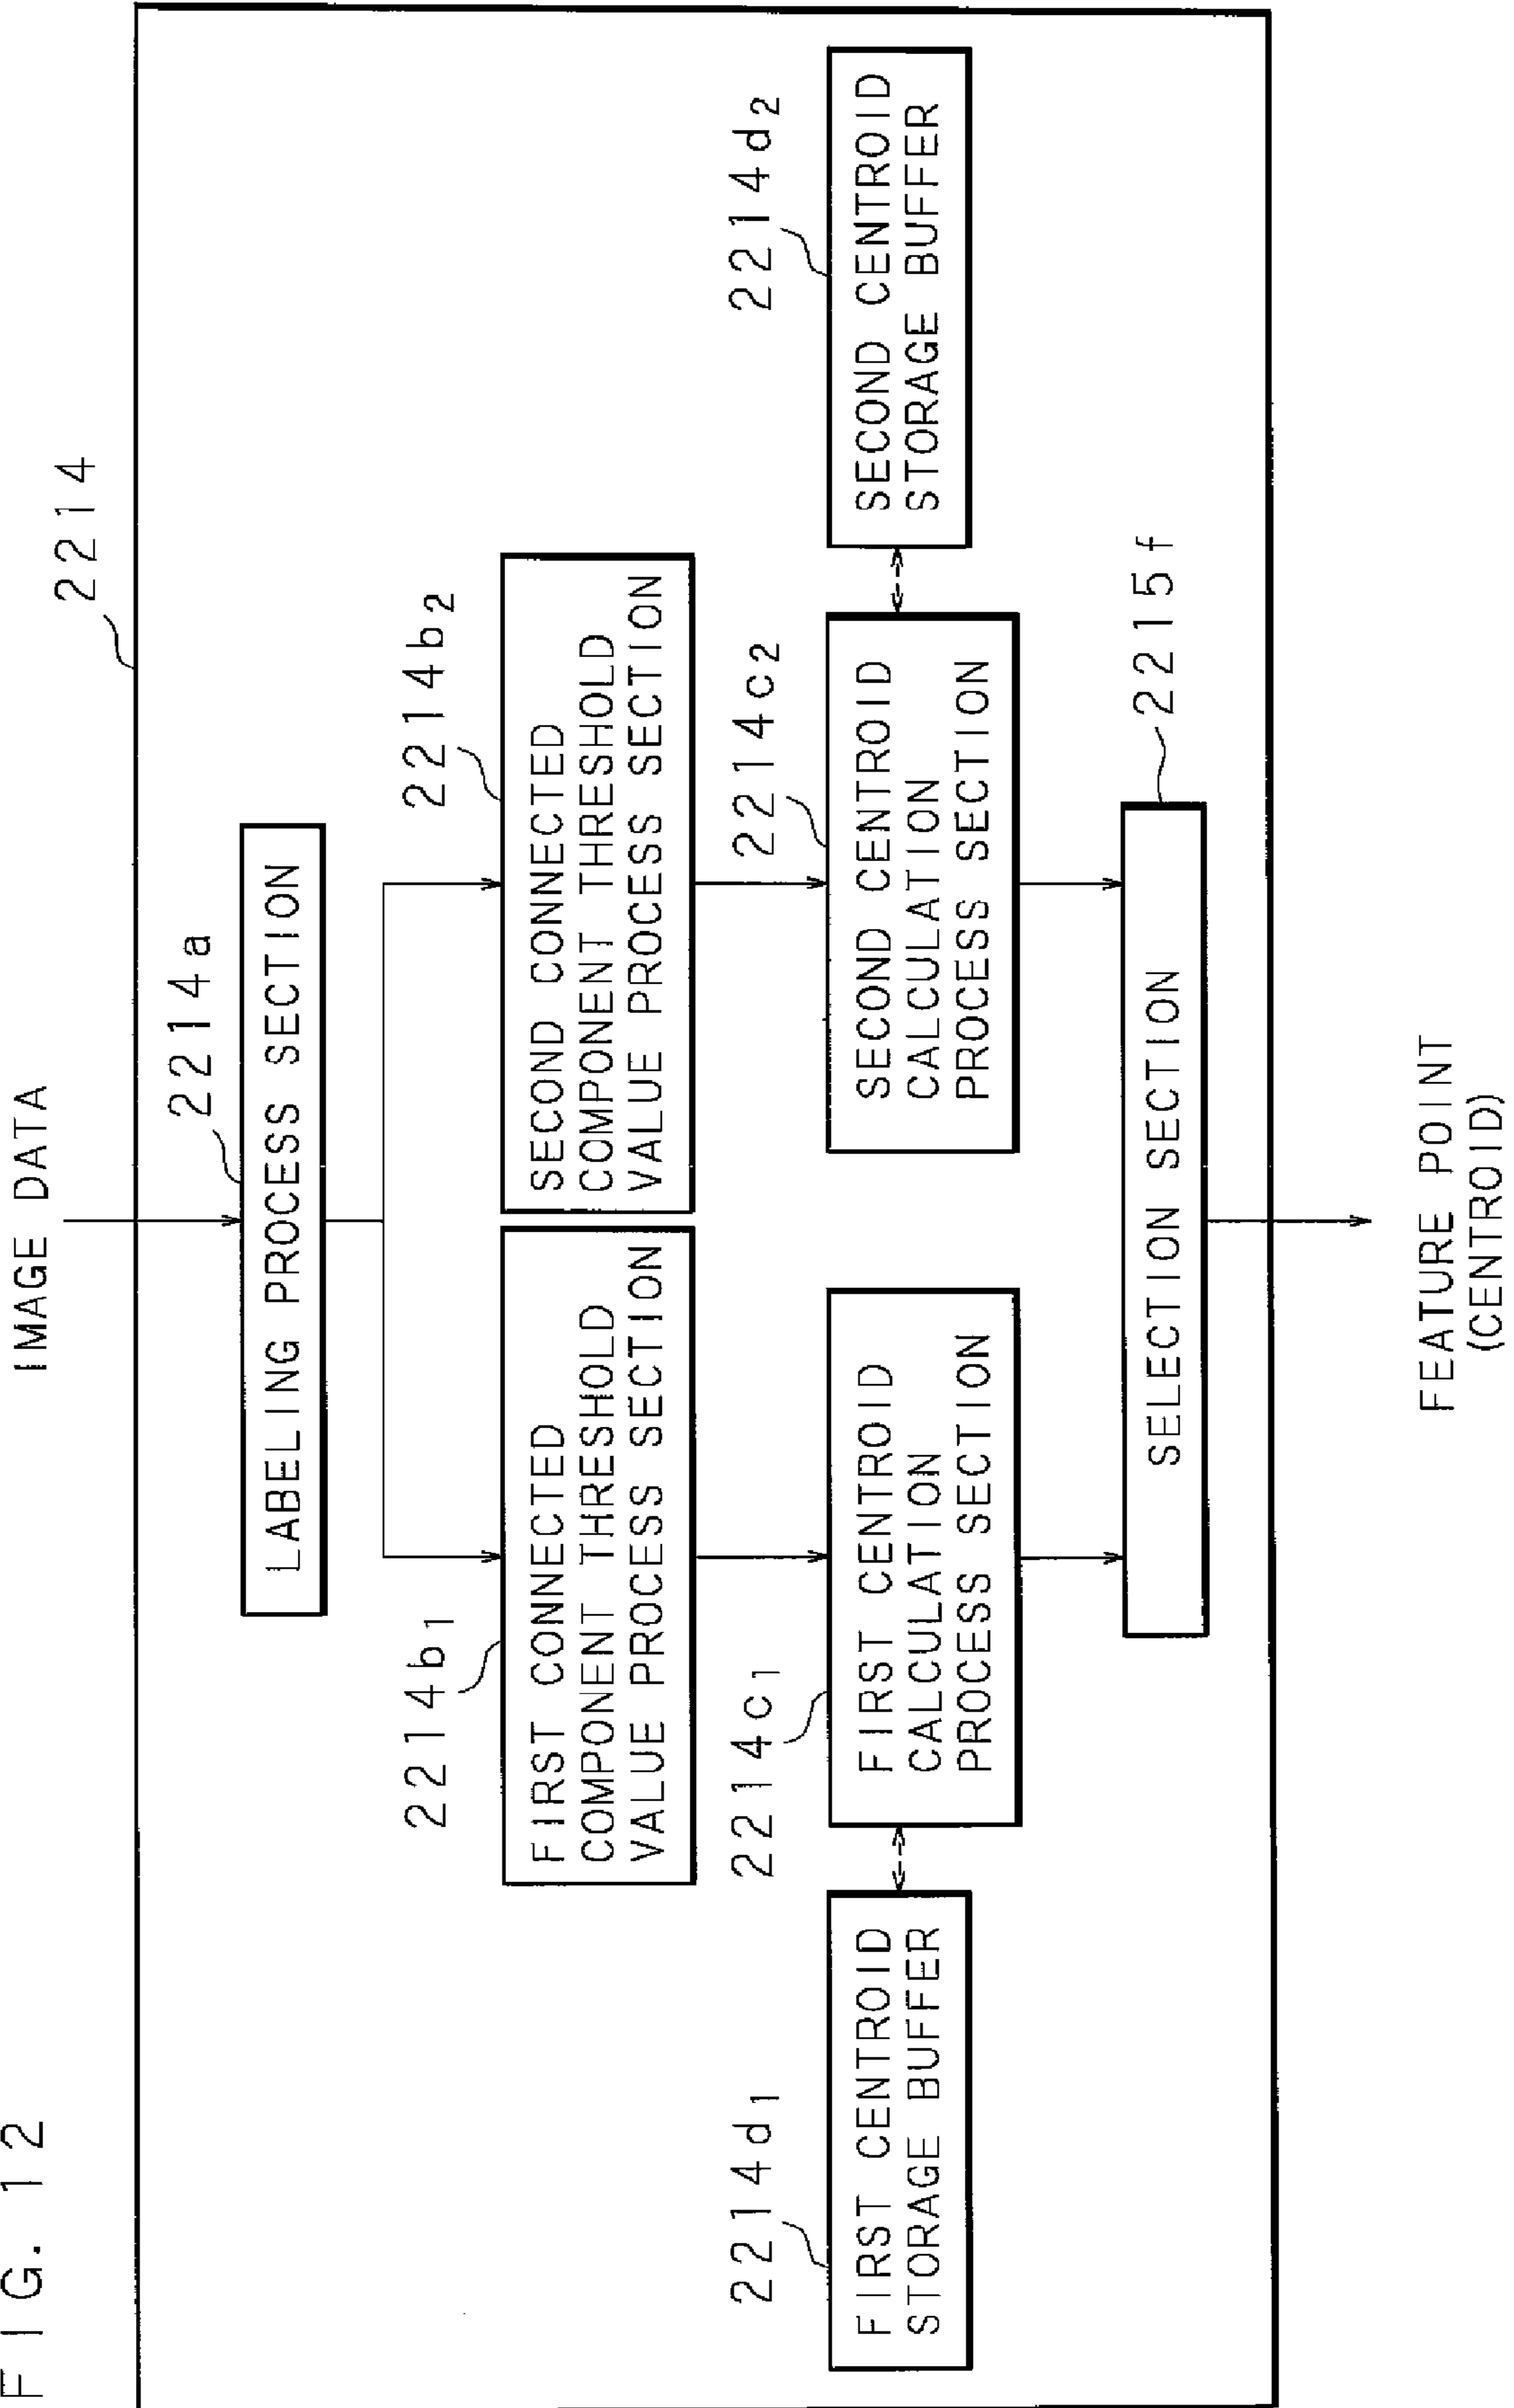 FIG. 12
IMAGE DATA
2214
2214a
LABELING PROCESS SECTION
2214b1
2214b2
FIRST CONNECTED
COMPONENT THRESHOLD
VALUE PROCESS SECTION
SECOND CONNECTED
COMPONENT THRESHOLD
VALUE PROCESS SECTION
2214d1
2214c1
2214c2
2214d2
FIRST CENTROID
STORAGE BUFFER
FIRST CENTROID
CALCULATION
PROCESS SECTION
SECOND CENTROID
CALCULATION
PROCESS SECTION
SECOND CENTROID
STORAGE BUFFER
2215f
SELECTION SECTION
FEATURE POINT
(CENTROID)